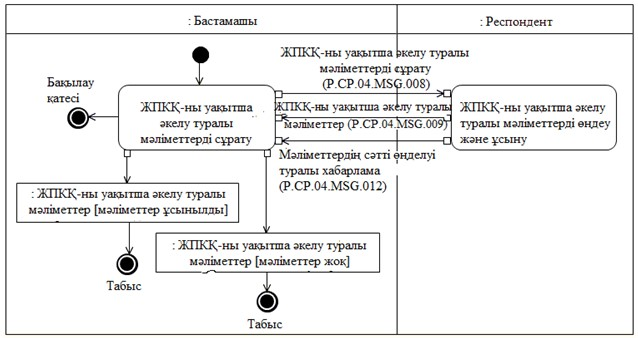 : Бастамашы
: Респондент
ЖПКҚ-ны уақытша әкелу туралы
мәліметтерді сұрату
(P.CP.04.MSG.008)
Бақылау
қатесі
ЖПКҚ-ны уақытша
әкелу туралы
мәліметтерді сұрату
ЖПКҚ-ны уақытша әкелу туралы
мәліметтер (P.CP.04.MSG.009)
ЖПКҚ-ны уақытша әкелу
туралы мәліметтерді өңдеу
және ұсыну
Мәліметтердің сәтті өңделуі
туралы хабарлама
(P.CP.04.MSG.012)
: ЖПКҚ-ны уақытша әкелу туралы
мәліметтер [мәліметтер ұсынылды]
: ЖПКҚ-ны уақытша әкелу туралы
мәліметтер [мәліметтер жоқ]
Табыс
Табыс